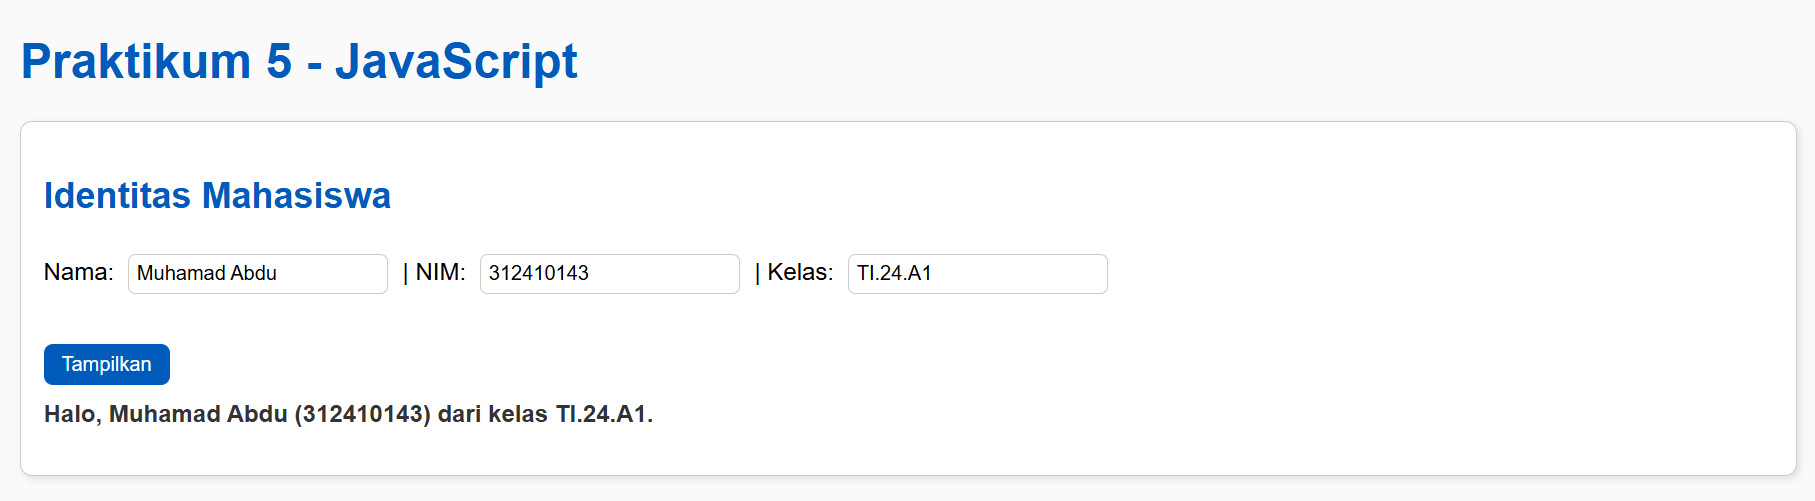 Praktikum 5 - JavaScript
Identitas Mahasiswa
Nama: Muhamad Abdu | NIM: 312410143 | Kelas: TI.24.A1
Tampilkan
Halo, Muhamad Abdu (312410143) dari kelas TI.24.A1.